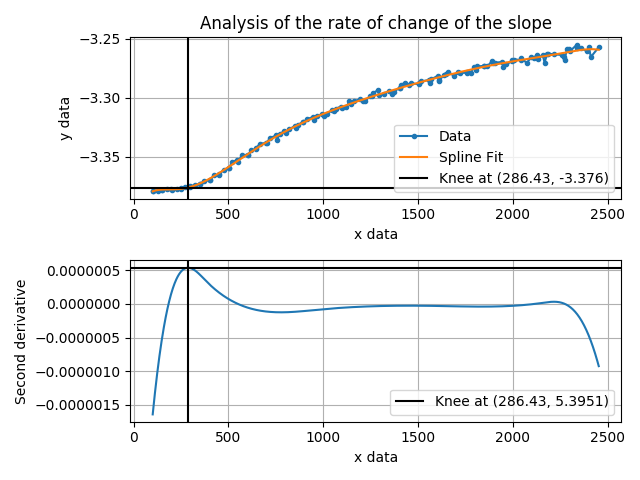 Analysis of the rate of change of the slope
−3.25
−3.30
−3.35
y data
Data
Spline Fit
Knee at (286.43, -3.376)
0
500
1000
1500
2000
2500
x data
0.0000005
0.0000000
−0.0000005
−0.0000010
−0.0000015
Second derivative
Knee at (286.43, 5.3951)
0
500
1000
1500
2000
2500
x data